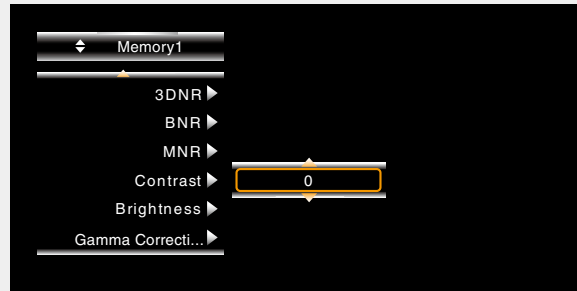 Memory1
3DNR
BNR
MNR
Contrast
0
Brightness
Gamma Correcti...